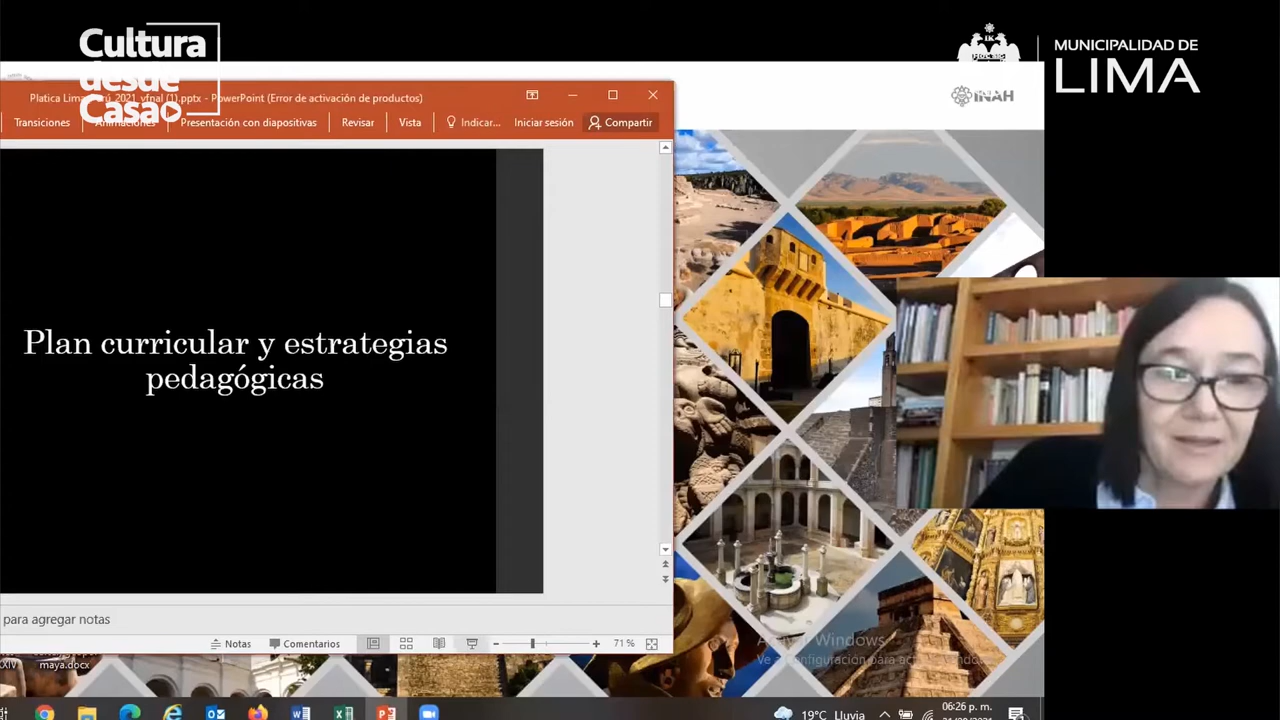 Cultura
desde
Casa
MUNICIPALIDAD DE
LIMA
INAH
PowerPoint (Error de activación de productos)
Transiciones
Animaciones
Presentación con diapositivas
Revisar
Vista
Indicar...
Iniciar sesión
Compartir
Plan curricular y estrategias
pedagógicas
para agregar notas
Notas
Comentarios
71 %
maya.docx
19°C Lluvia
06:26 p. m.